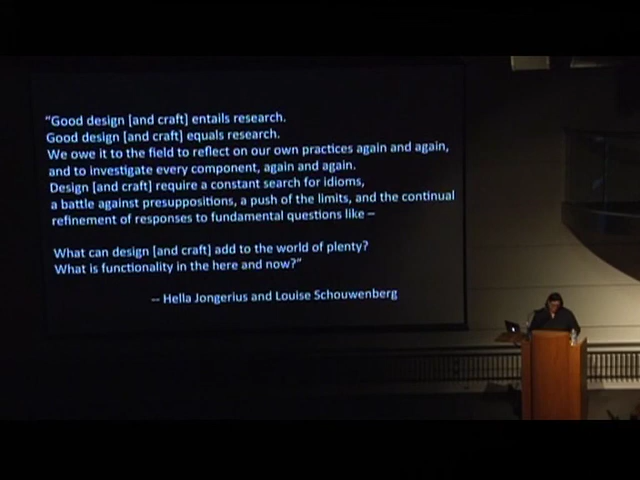 "Good design [and craft] entails research.
Good design [and craft] equals research.
We owe it to the field to reflect on our own practices again and again,
and to investigate every component, again and again.
Design [and craft] require a constant search for idioms,
a battle against presuppositions, a push of the limits, and the continual
refinement of responses to fundamental questions like –
What can design [and craft] add to the world of plenty?
What is functionality in the here and now?"
-- Hella Jongerius and Louise Schouwenberg